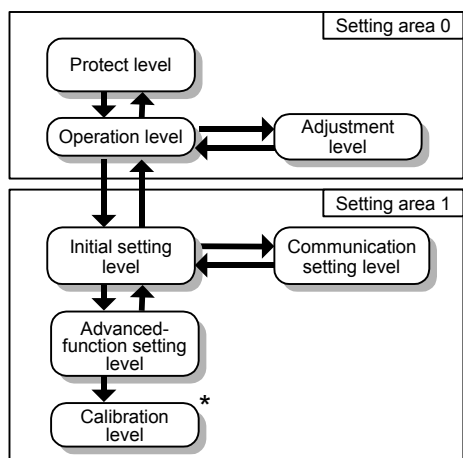 Setting area 0
Protect level
Operation level
Adjustment
level
Setting area 1
Initial setting
level
Communication
setting level
Advanced-
function setting
level
*
Calibration
level